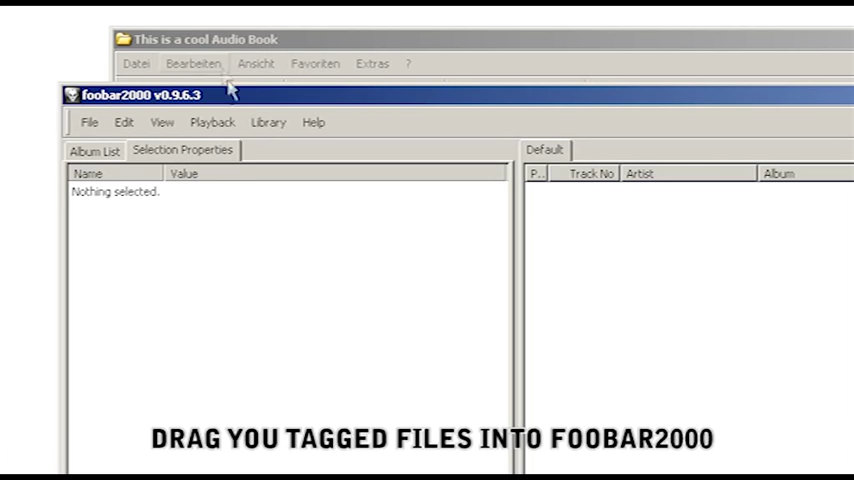 This is a cool Audio Book
Datei Bearbeiten Ansicht Favoriten Extras ?
foobar2000 v0.9.6.3
File Edit View Playback Library Help
Album List Selection Properties Default
Name Value P... Track No Artist Album
Nothing selected.
DRAG YOU TAGGED FILES INTO FOOBAR2000